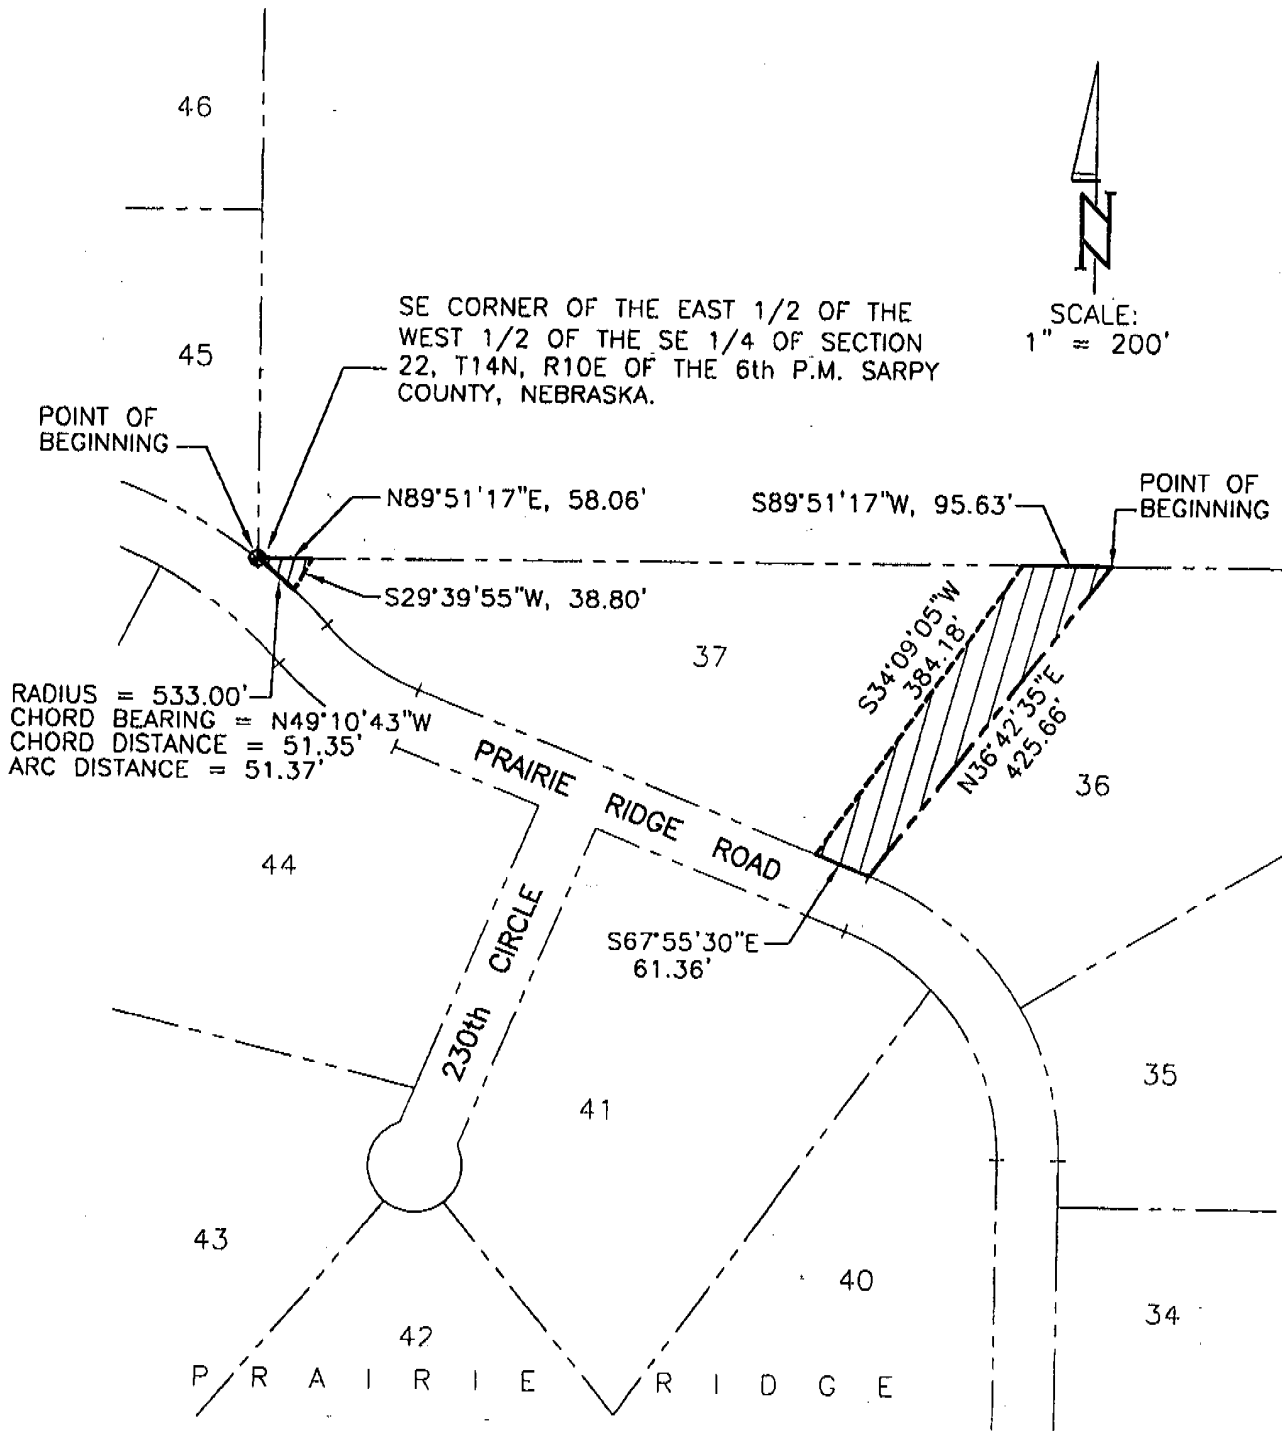 46
N
SCALE:
1" = 200'
SE CORNER OF THE EAST 1/2 OF THE
WEST 1/2 OF THE SE 1/4 OF SECTION
22, T14N, R10E OF THE 6th P.M. SARPY
COUNTY, NEBRASKA.
45
POINT OF
BEGINNING
N89°51'17"E, 58.06'
S89°51'17"W, 95.63'
POINT OF
BEGINNING
S29°39'55"W, 38.80'
37
S34°09'05"W
384.18'
N36°42'35"E
425.66'
36
RADIUS = 533.00'
CHORD BEARING = N49°10'43"W
CHORD DISTANCE = 51.35'
ARC DISTANCE = 51.37'
PRAIRIE RIDGE ROAD
44
230th CIRCLE
S67°55'30"E
61.36'
35
41
43
40
34
42
PRAIRIE RIDGE